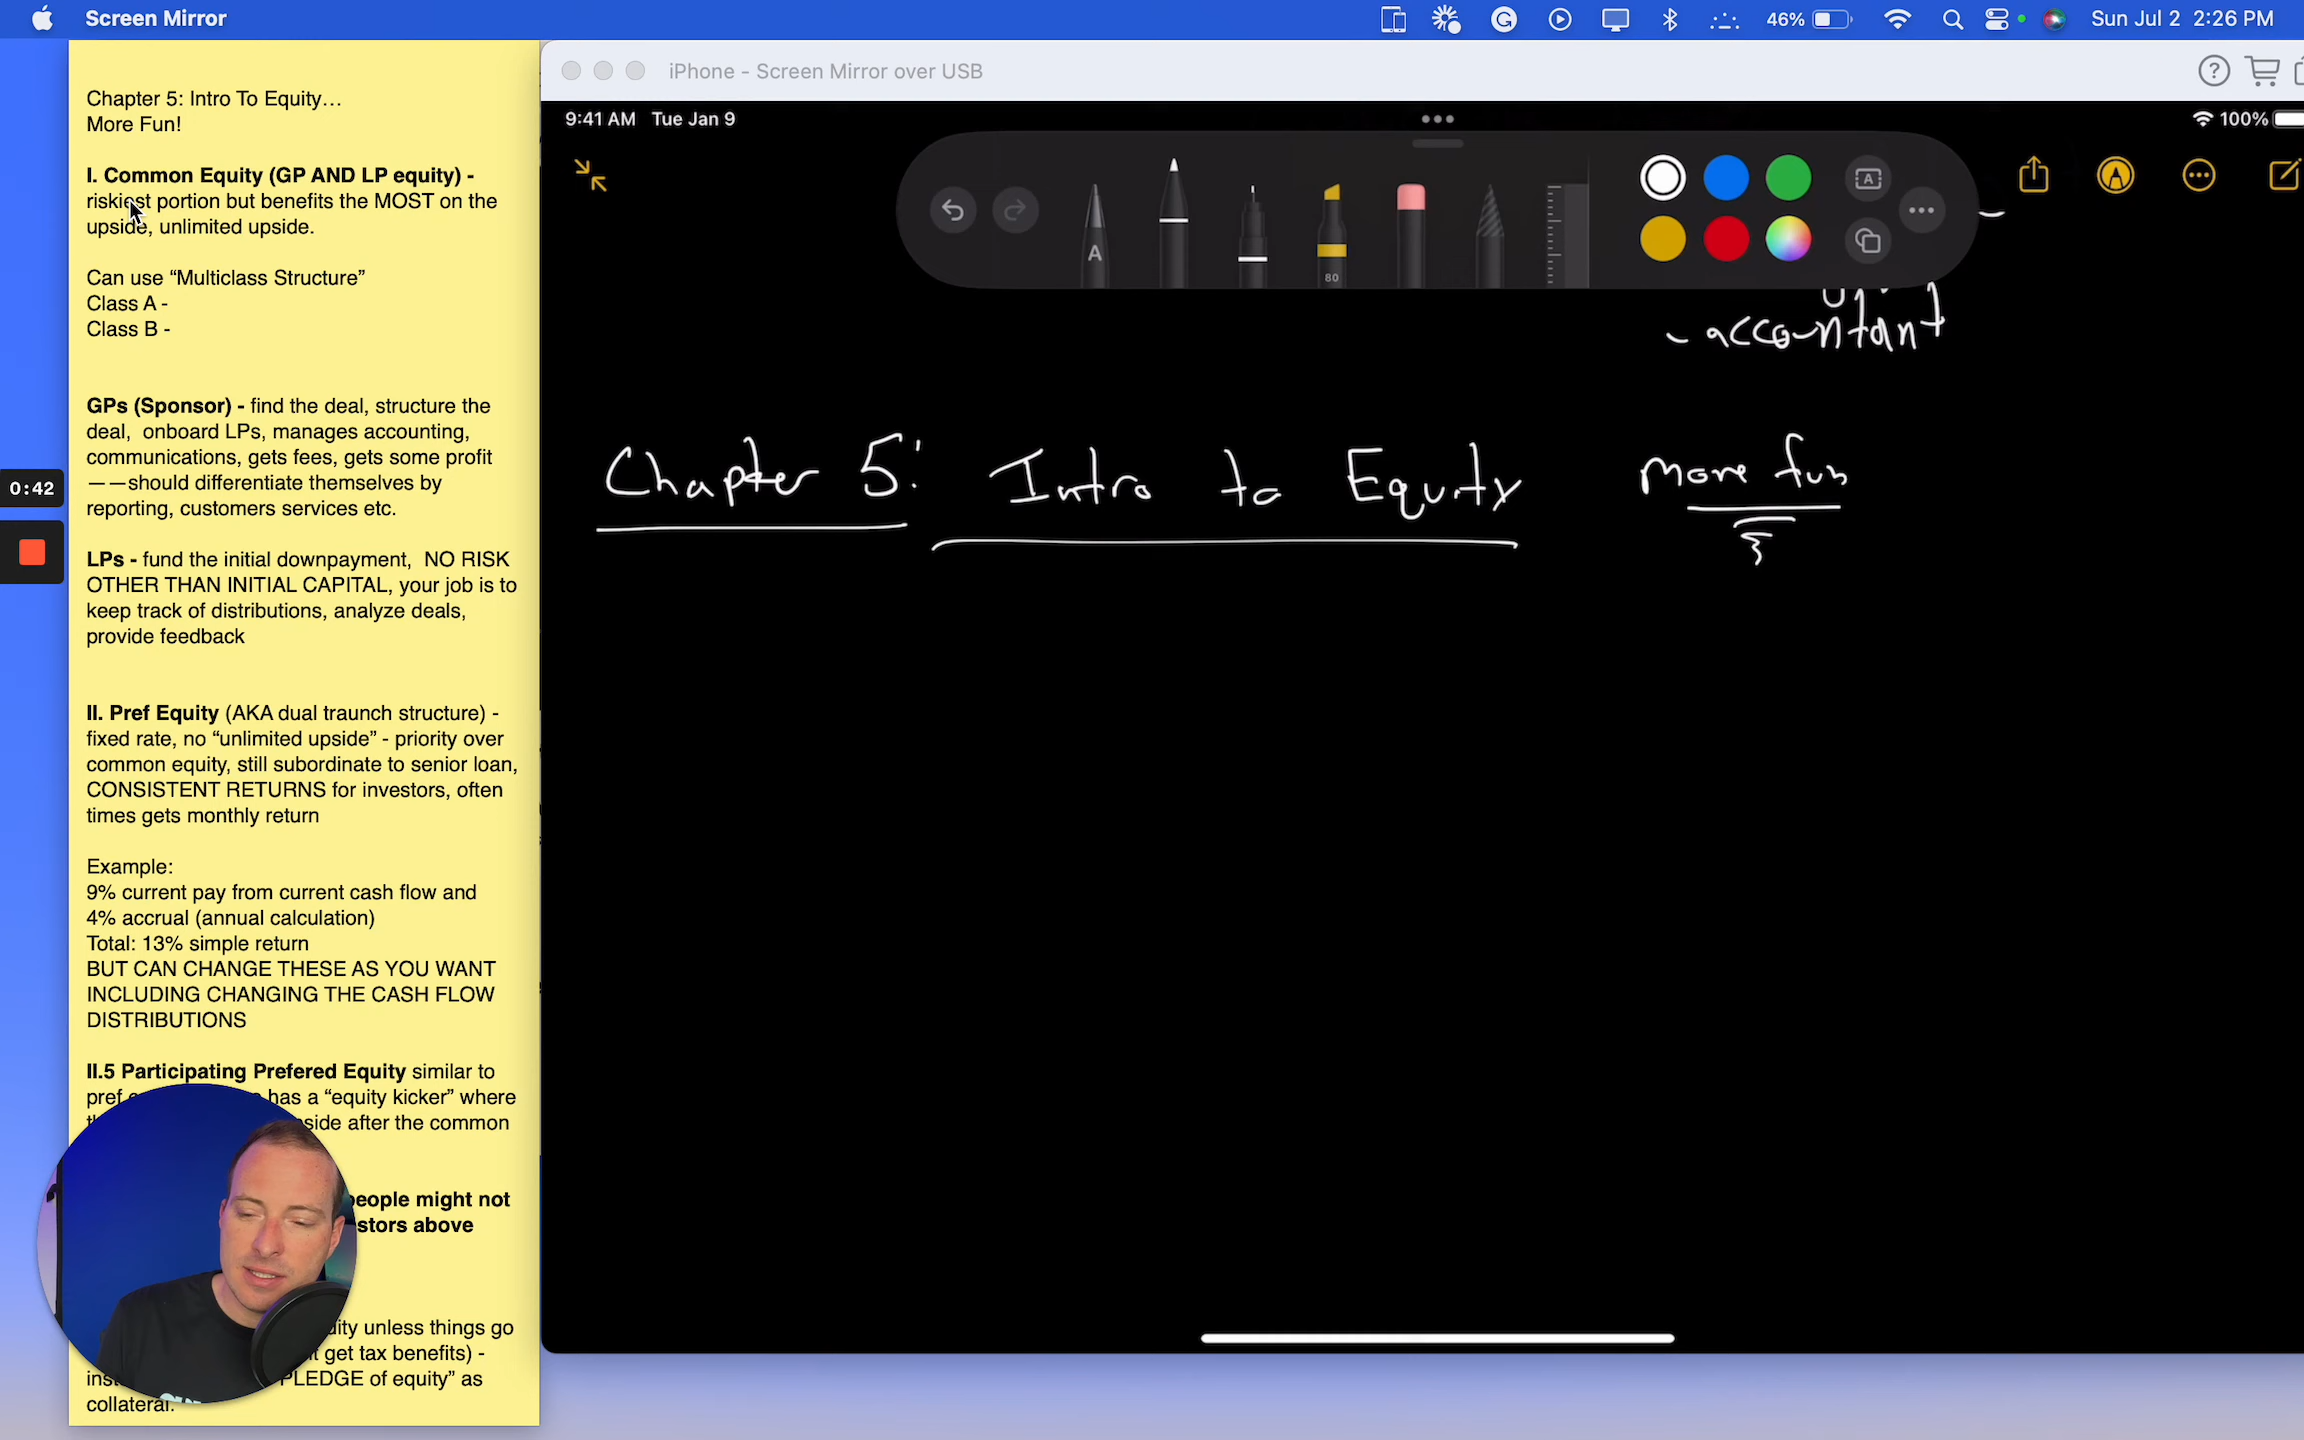 Screen Mirror
46%
Sun Jul 2 2:26 PM
Chapter 5: Intro To Equity…
More Fun!
I. Common Equity (GP AND LP equity) -
riskiest portion but benefits the MOST on the
upside, unlimited upside.
Can use “Multiclass Structure”
Class A -
Class B -
GPs (Sponsor) - find the deal, structure the
deal,  onboard LPs, manages accounting,
communications, gets fees, gets some profit
——should differentiate themselves by
reporting, customers services etc.
LPs - fund the initial downpayment,  NO RISK
OTHER THAN INITIAL CAPITAL, your job is to
keep track of distributions, analyze deals,
provide feedback
II. Pref Equity (AKA dual traunch structure) -
fixed rate, no “unlimited upside” - priority over
common equity, still subordinate to senior loan,
CONSISTENT RETURNS for investors, often
times gets monthly return
Example:
9% current pay from current cash flow and
4% accrual (annual calculation)
Total: 13% simple return
BUT CAN CHANGE THESE AS YOU WANT
INCLUDING CHANGING THE CASH FLOW
DISTRIBUTIONS
II.5 Participating Prefered Equity similar to
pref has a “equity kicker” where
after the common
people might not
above
unless things go
get tax benefits) -
PLEDGE of equity” as
collateral.
0:42
iPhone - Screen Mirror over USB
9:41 AM Tue Jan 9
100%
A
80
A
- accountant
Chapter 5: Intro to Equity More fun